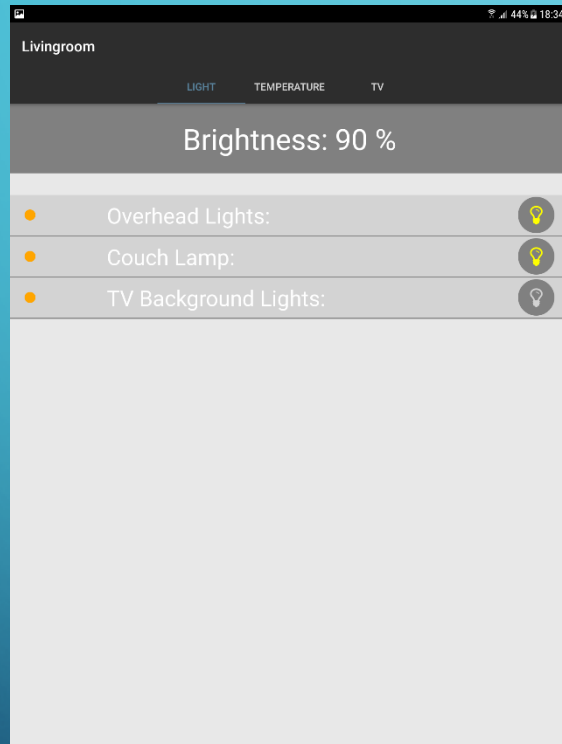 44% 18:34
Livingroom
LIGHT TEMPERATURE TV
Brightness: 90 %
Overhead Lights:
Couch Lamp:
TV Background Lights: